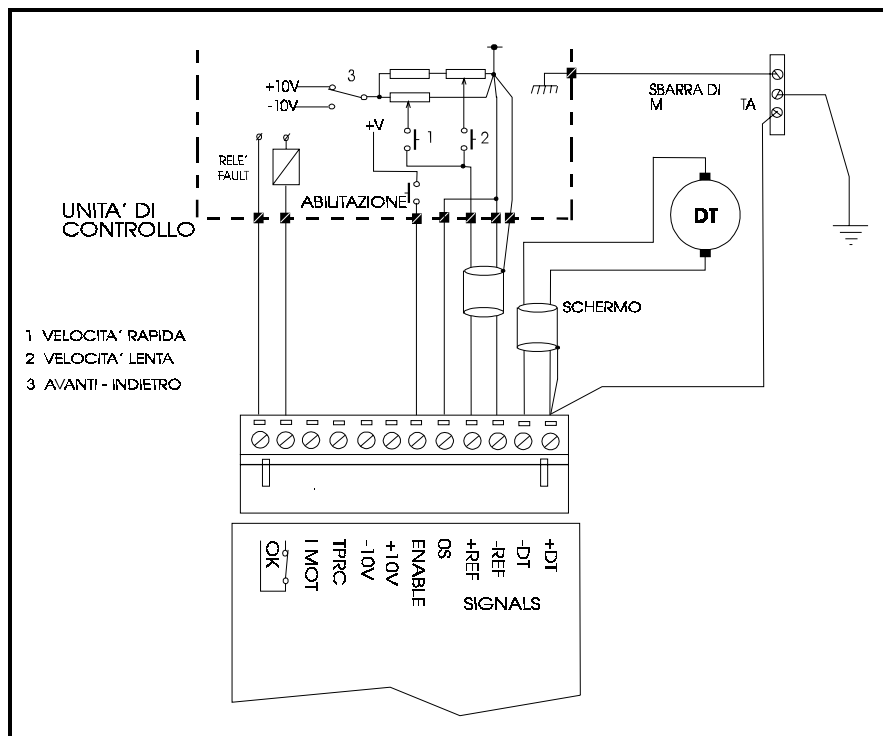 +10V
-10V
3
+V
1
2
RELE'
FAULT
ABILITAZIONE
UNITA' DI
CONTROLLO
SBARRA DI
M TA
DT
SCHERMO
1 VELOCITA' RAPIDA
2 VELOCITA' LENTA
3 AVANTI - INDIETRO
OK
I MOT
TPRC
-10V
+10V
ENABLE
0S
+REF
-REF
-DT
+DT
SIGNALS